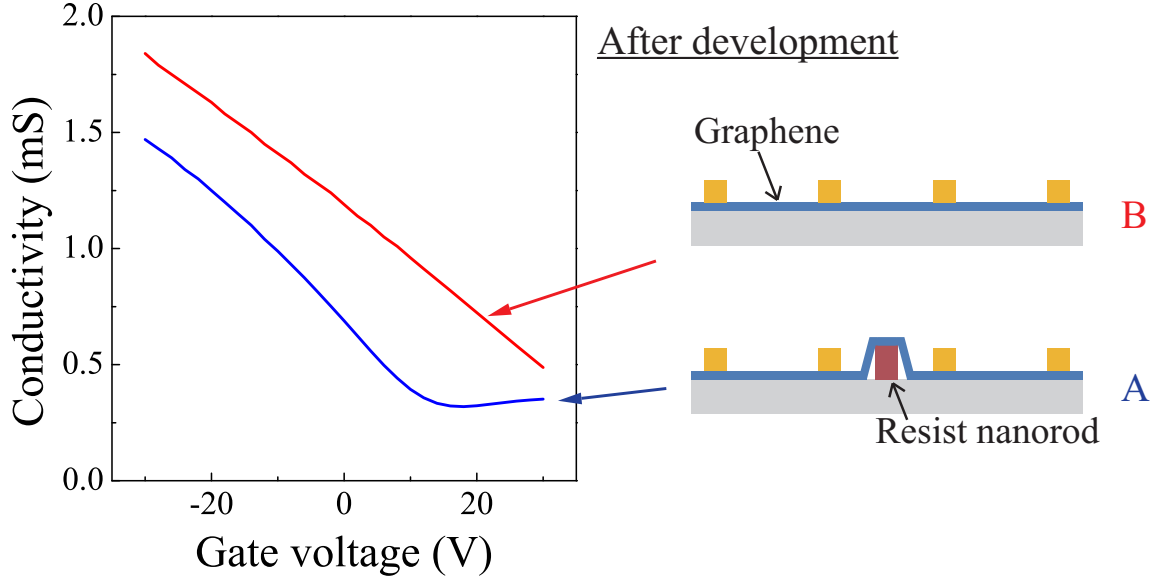 After development
2.0
1.5
1.0
0.5
0.0
Conductivity (mS)
-20 0 20
Gate voltage (V)
Graphene
B
A
Resist nanorod